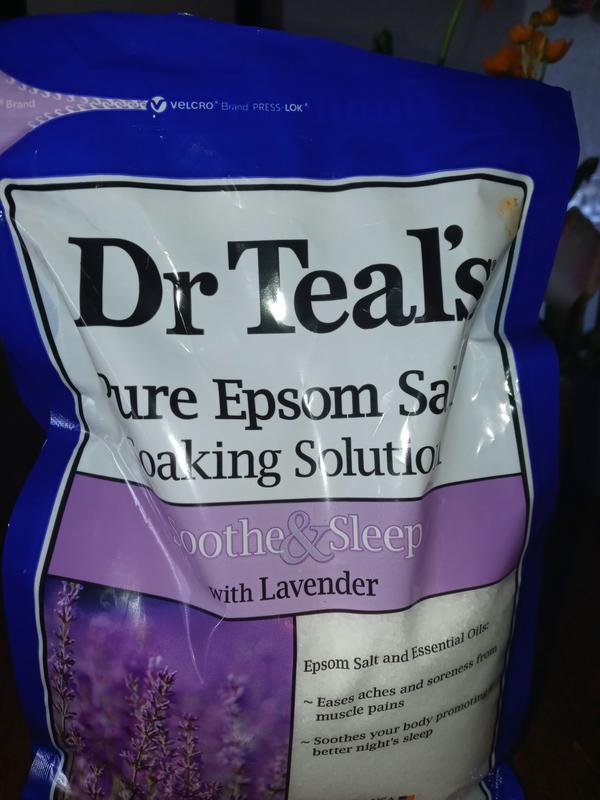 Brand
VELCRO® Brand PRESS-LOK®
Dr Teal's
Pure Epsom Sal
Soaking Solution
Soothe & Sleep
with Lavender
Epsom Salt and Essential Oils:
~ Eases aches and soreness from
muscle pains
~ Soothes your body promoting
better night's sleep